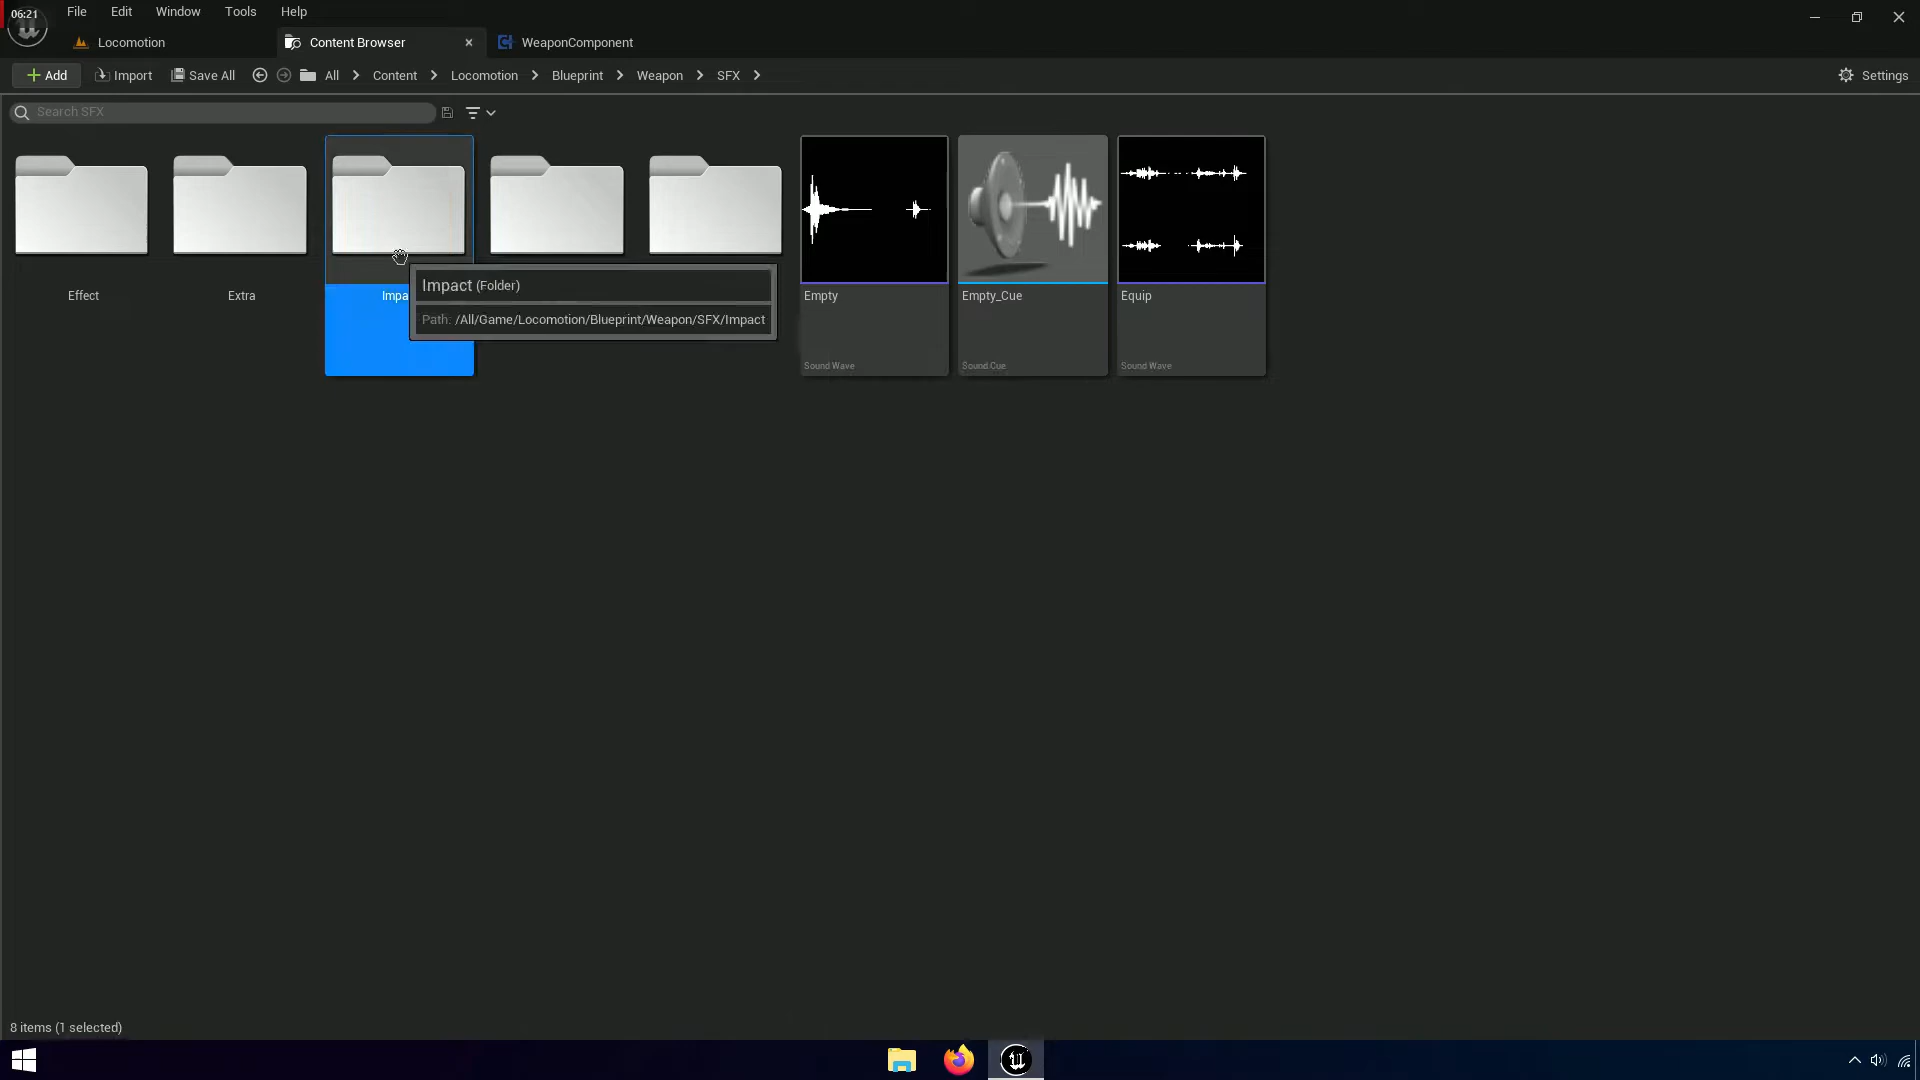 06:21
File Edit Window Tools Help
Locomotion Content Browser WeaponComponent
Add Import Save All All Content Locomotion Blueprint Weapon SFX Settings
Search SFX
Effect Extra Impa Empty Empty_Cue Equip
Impact (Folder)
Path: /All/Game/Locomotion/Blueprint/Weapon/SFX/Impact
Sound Wave Sound Cue Sound Wave
8 items (1 selected)